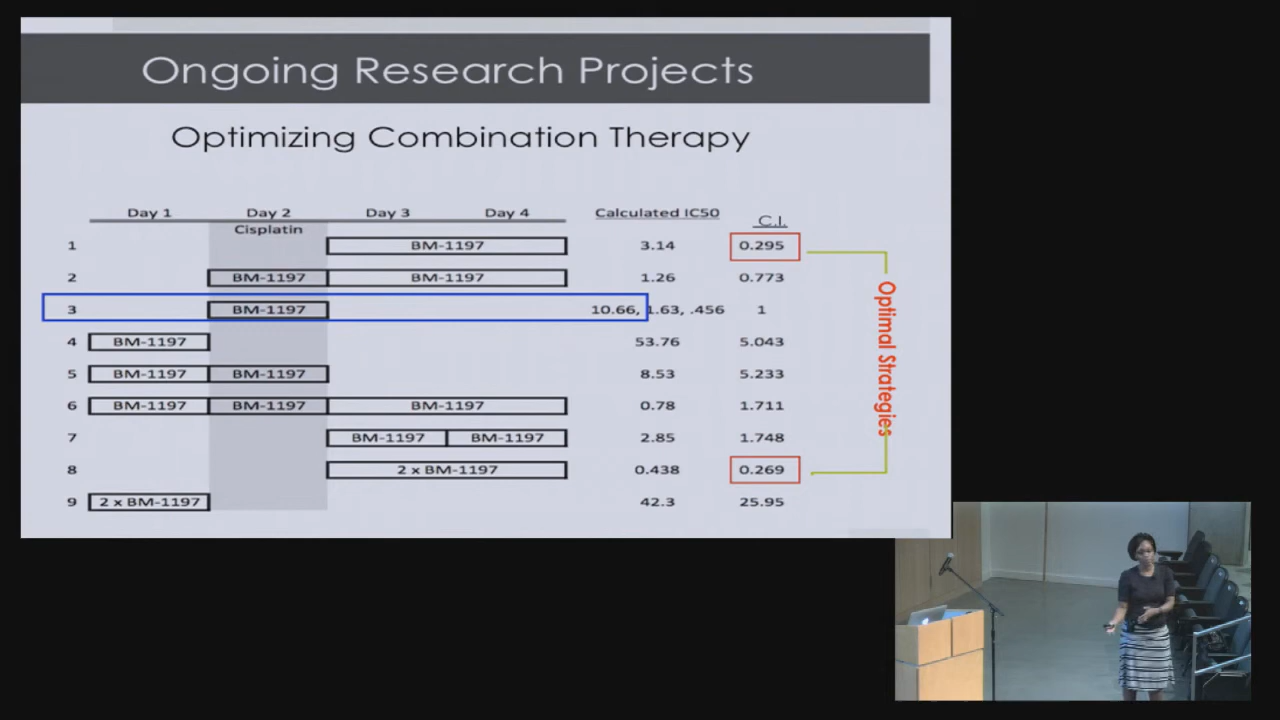 Ongoing Research Projects
Optimizing Combination Therapy
Day 1 Day 2 Day 3 Day 4 Calculated IC50 C.I.
Cisplatin
1 BM-1197 3.14 0.295
2 BM-1197 BM-1197 1.26 0.773
3 BM-1197 10.66, 1.63, .456 1
4 BM-1197 53.76 5.043
5 BM-1197 BM-1197 8.53 5.233
6 BM-1197 BM-1197 BM-1197 0.78 1.711
7 BM-1197 BM-1197 2.85 1.748
8 2 x BM-1197 0.438 0.269
9 2 x BM-1197 42.3 25.95
Optimal Strategies